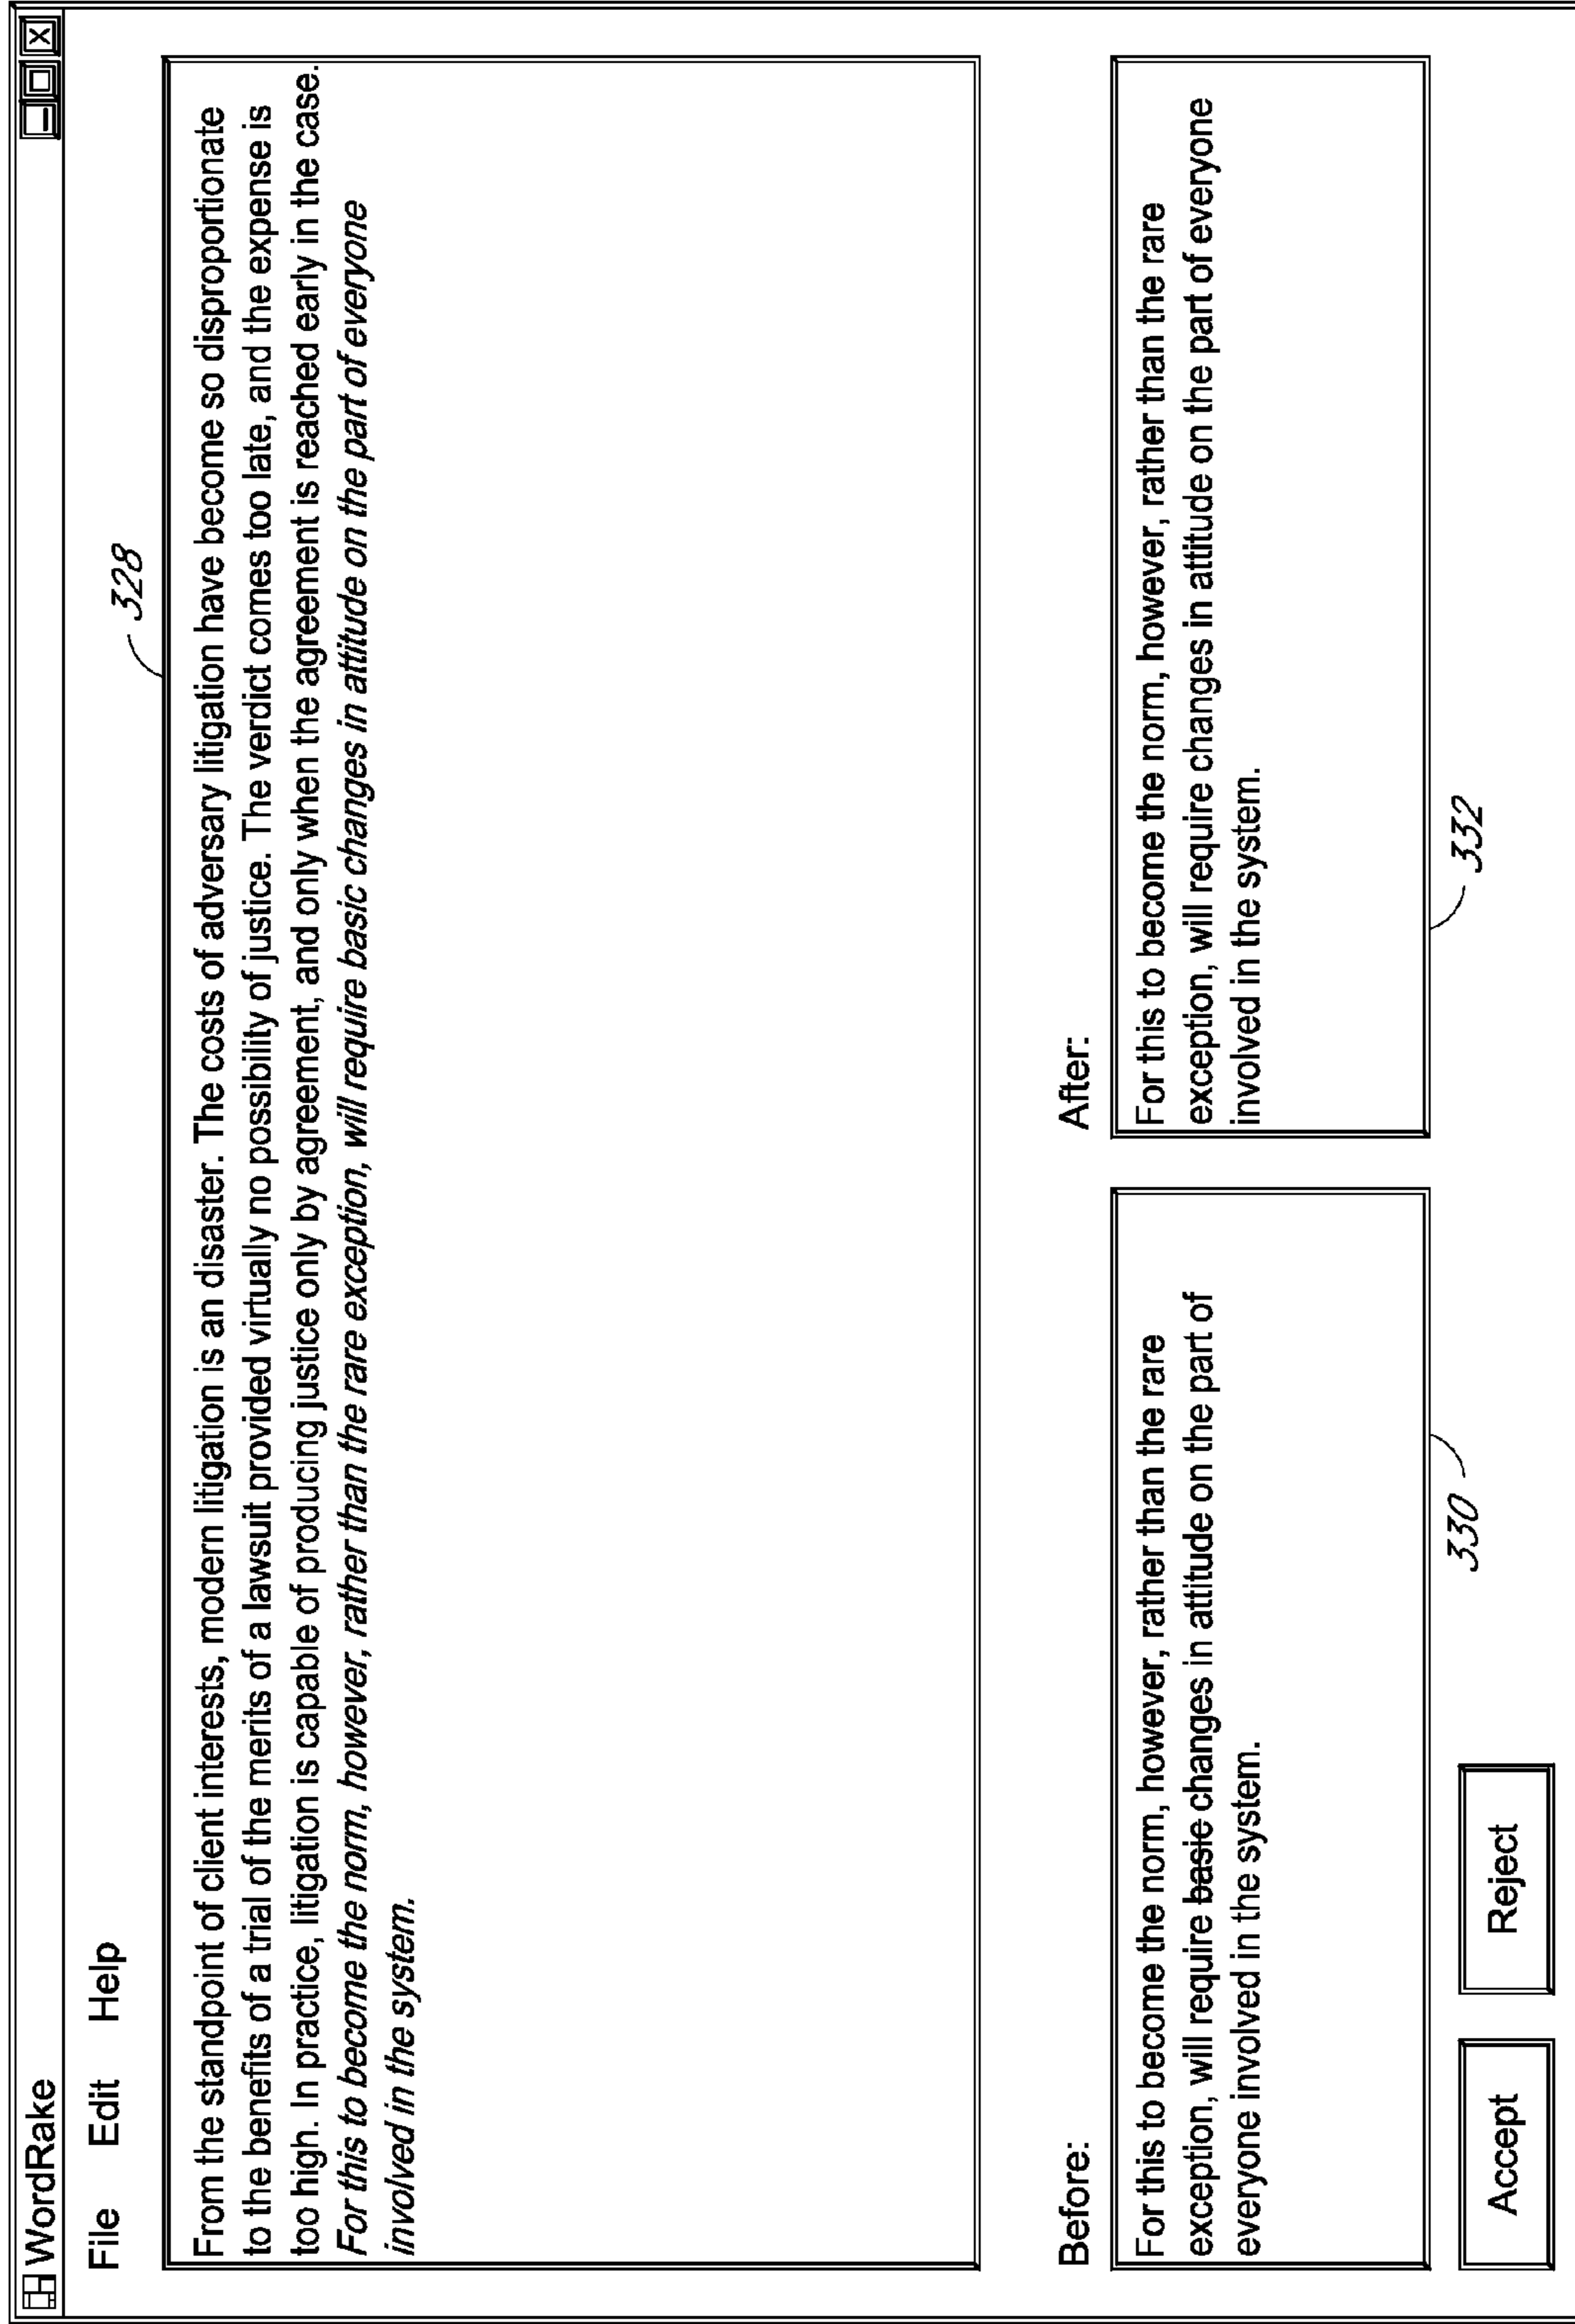 WordRake
File Edit Help
328
From the standpoint of client interests, modern litigation is an disaster. The costs of adversary litigation have become so disproportionate
to the benefits of a trial of the merits of a lawsuit provided virtually no possibility of justice. The verdict comes too late, and the expense is
too high. In practice, litigation is capable of producing justice only by agreement, and only when the agreement is reached early in the case.
For this to become the norm, however, rather than the rare exception, will require basic changes in attitude on the part of everyone
involved in the system.
Before:
For this to become the norm, however, rather than the rare
exception, will require basic changes in attitude on the part of
everyone involved in the system.
330
After:
For this to become the norm, however, rather than the rare
exception, will require changes in attitude on the part of everyone
involved in the system.
332
Accept
Reject